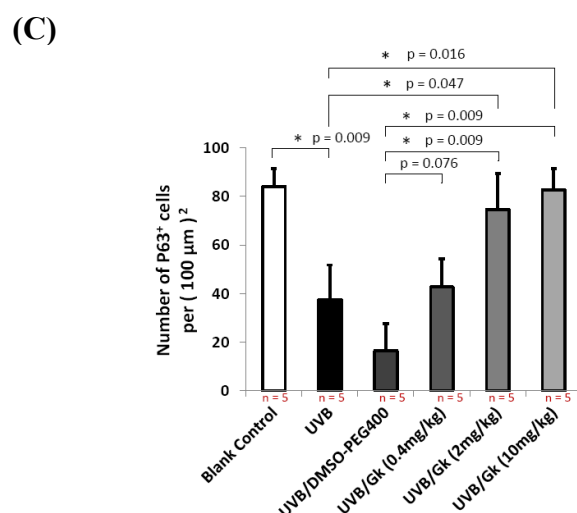 (C)
* p = 0.016
* p = 0.047
* p = 0.009
* p = 0.009
* p = 0.009
p = 0.076
Number of P63⁺ cells
per ( 100 µm )²
100
80
60
40
20
0
n = 5 n = 5 n = 5 n = 5 n = 5 n = 5
Blank Control
UVB
UVB/DMSO-PEG400
UVB/Gk (0.4mg/kg)
UVB/Gk (2mg/kg)
UVB/Gk (10mg/kg)